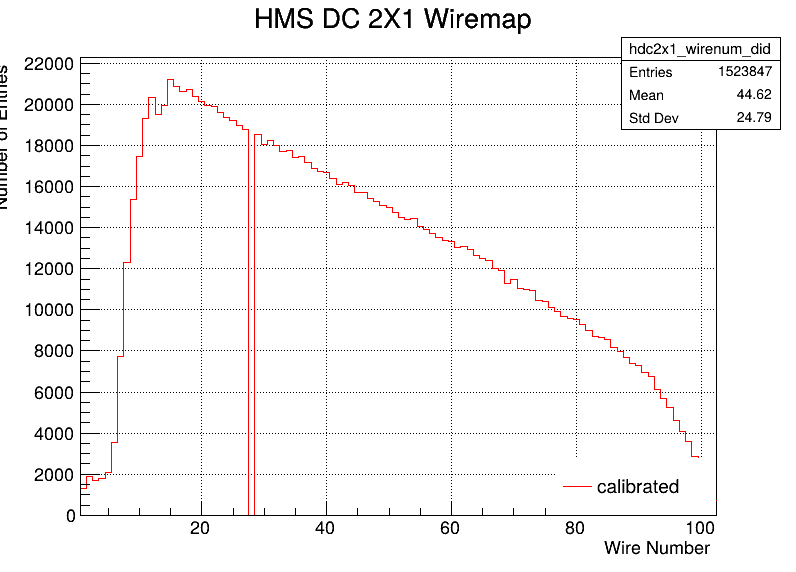 HMS DC 2X1 Wiremap
hdc2x1_wirenum_did
Entries 1523847
Mean 44.62
Std Dev 24.79
Number of Entries
22000
20000
18000
16000
14000
12000
10000
8000
6000
4000
2000
0
20 40 60 80 100
calibrated
Wire Number